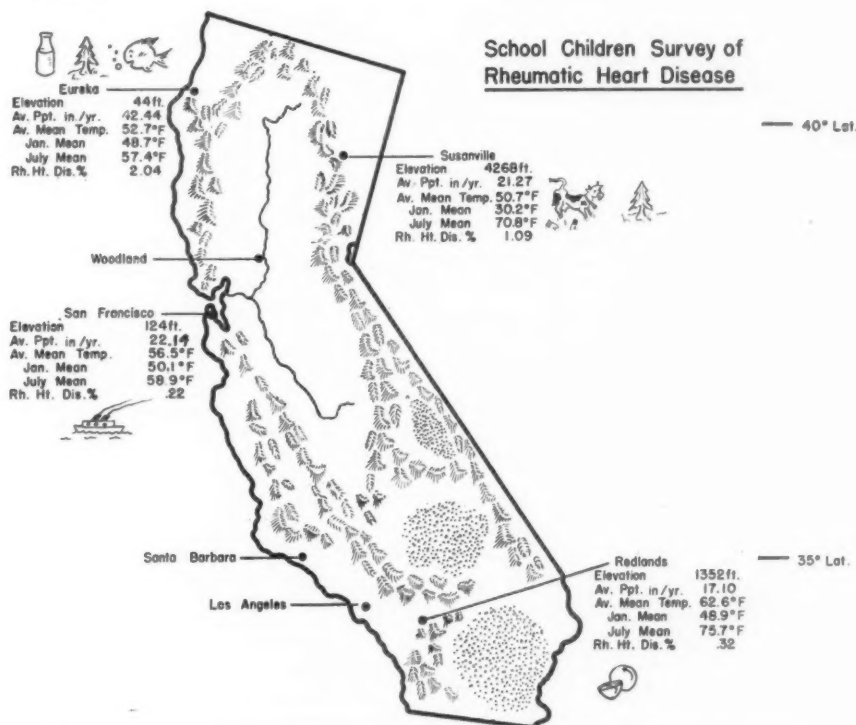 School Children Survey of
Rheumatic Heart Disease
Eureka
Elevation 44ft.
Av. Ppt. in/yr. 42.44
Av. Mean Temp. 52.7°F
Jan. Mean 48.7°F
July Mean 57.4°F
Rh. Ht. Dis.% 2.04
40° Lat.
Susanville
Elevation 4268ft.
Av. Ppt. in/yr. 21.27
Av. Mean Temp. 50.7°F
Jan. Mean 30.2°F
July Mean 70.8°F
Rh. Ht. Dis.% 1.09
Woodland
San Francisco
Elevation 124ft.
Av. Ppt. in/yr. 22.19
Av. Mean Temp. 56.5°F
Jan. Mean 50.1°F
July Mean 58.9°F
Rh. Ht. Dis.% .22
Santa Barbara
Los Angeles
35° Lat.
Redlands
Elevation 1352ft.
Av. Ppt. in/yr. 17.10
Av. Mean Temp. 62.6°F
Jan. Mean 48.9°F
July Mean 75.7°F
Rh. Ht. Dis.% .32